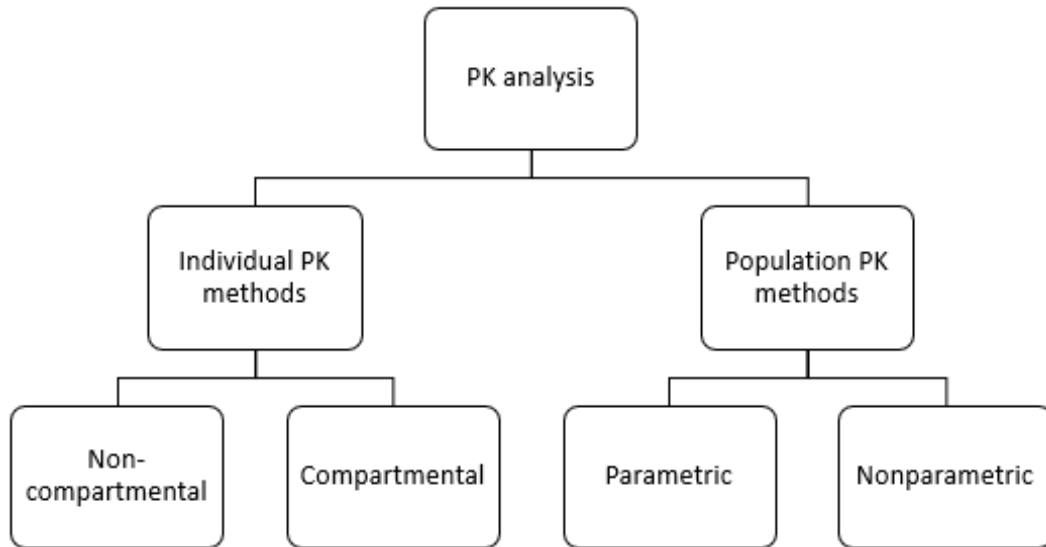 PK analysis
Individual PK
methods
Population PK
methods
Non-
compartmental
Compartmental
Parametric
Nonparametric